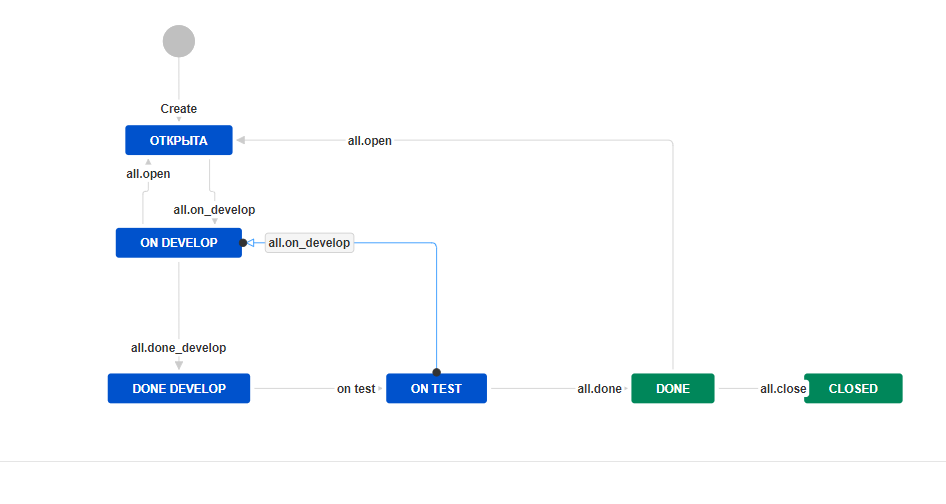 Create
ОТКРЫТА
all.open
all.open
all.on_develop
ON DEVELOP
all.on_develop
all.done_develop
DONE DEVELOP
on test
ON TEST
all.done
DONE
all.close
CLOSED